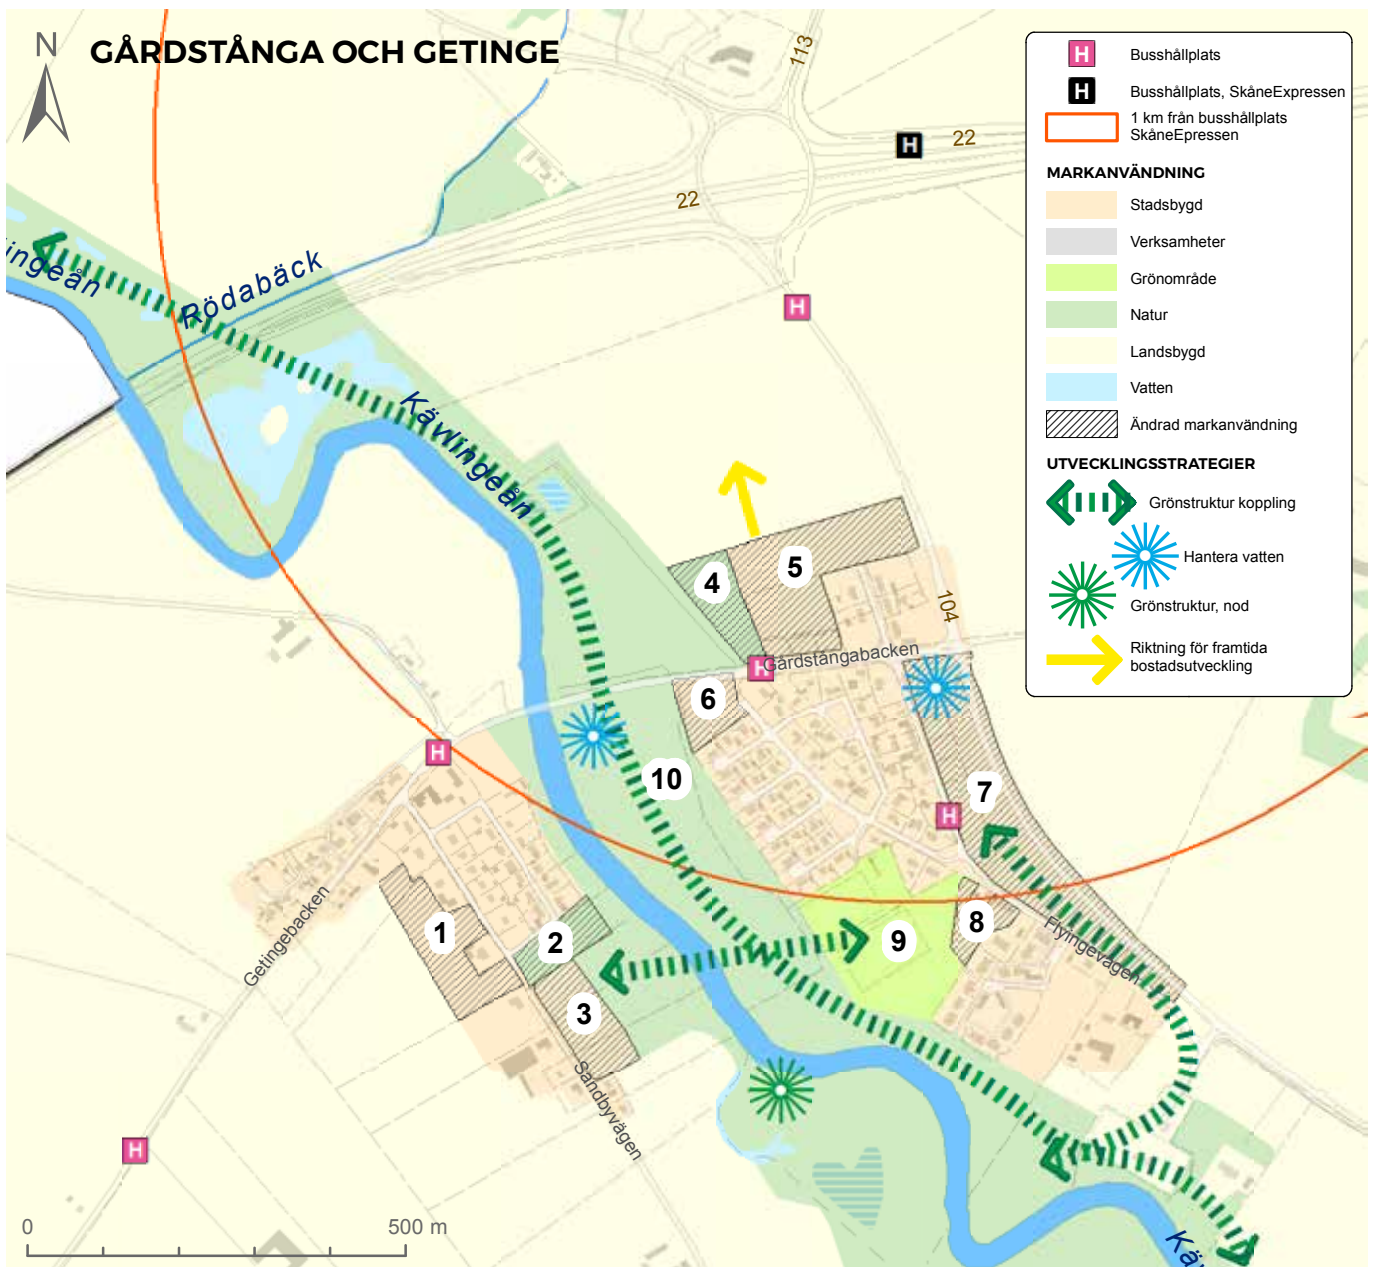 N
GÅRDSTÅNGA OCH GETINGE
113
22
22
H
H
H
H
H
H
ingeån
Rödabäck
Kävlingeån
104
Gårdstångabacken
Getingebacken
Sandbyvägen
Flyingevägen
Käv
1
2
3
4
5
6
7
8
9
10
0
500 m
H Busshållplats
H Busshållplats, SkåneExpressen
1 km från busshållplats
SkåneEpressen
MARKANVÄNDNING
Stadsbygd
Verksamheter
Grönområde
Natur
Landsbygd
Vatten
Ändrad markanvändning
UTVECKLINGSSTRATEGIER
Grönstruktur koppling
Hantera vatten
Grönstruktur, nod
Riktning för framtida
bostadsutveckling